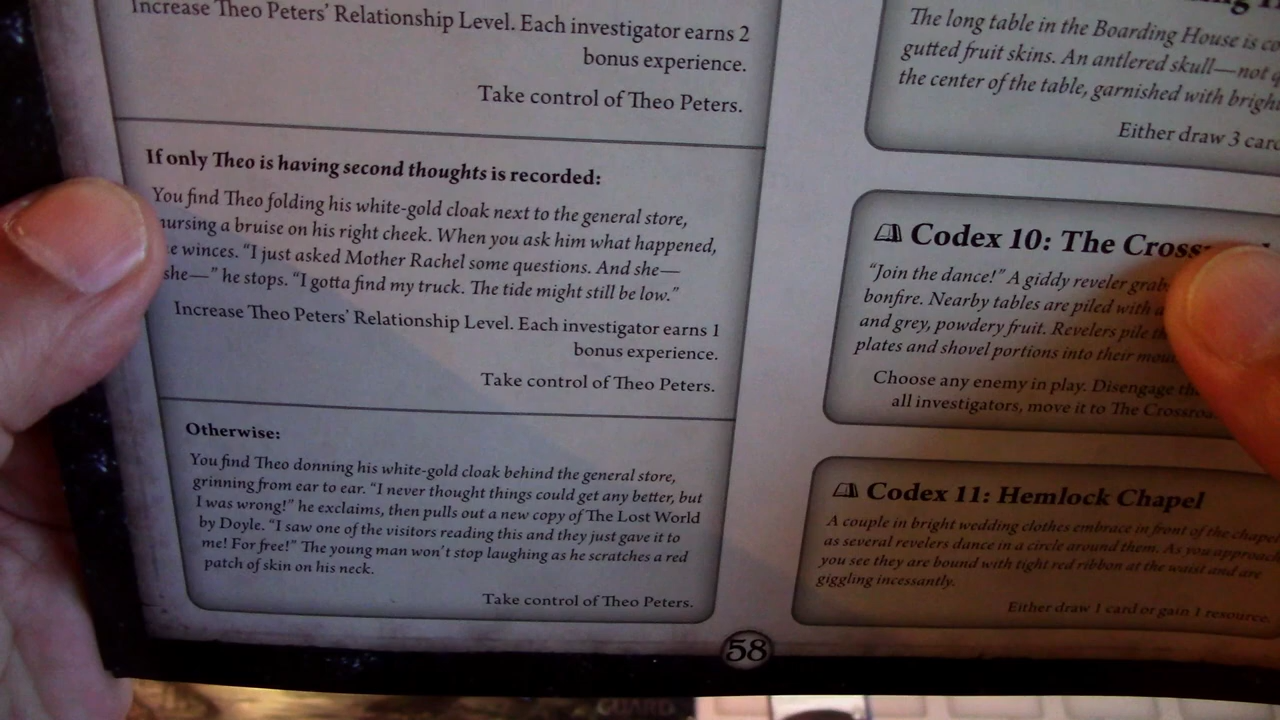 Increase Theo Peters' Relationship Level. Each investigator earns 2
bonus experience.
Take control of Theo Peters.
If only Theo is having second thoughts is recorded:
You find Theo folding his white-gold cloak next to the general store,
nursing a bruise on his right cheek. When you ask him what happened,
winces. “I just asked Mother Rachel some questions. And she—
she—” he stops. “I gotta find my truck. The tide might still be low.”
Increase Theo Peters' Relationship Level. Each investigator earns 1
bonus experience.
Take control of Theo Peters.
Otherwise:
You find Theo donning his white-gold cloak behind the general store,
grinning from ear to ear. “I never thought things could get any better, but
I was wrong!” he exclaims, then pulls out a new copy of The Lost World
by Doyle. “I saw one of the visitors reading this and they just gave it to
me! For free!” The young man won't stop laughing as he scratches a red
patch of skin on his neck.
Take control of Theo Peters.
The long table in the Boarding House is
gutted fruit skins. An antlered skull—not
the center of the table, garnished with
Either draw 3
Codex 10: The
“Join the dance!” A giddy reveler
bonfire. Nearby tables are piled with
and grey, powdery fruit. Revelers pile
plates and shovel portions into their
Choose any enemy in play. Disengage
all investigators, move it to The
Codex 11: Hemlock Chapel
A couple in bright wedding clothes embrace in front of the chapel
as several revelers dance in a circle around them. As you approach
you see they are bound with tight red ribbon at the waist and are
giggling incessantly.
Either draw 1 card or gain 1 resource.
58
GUARD